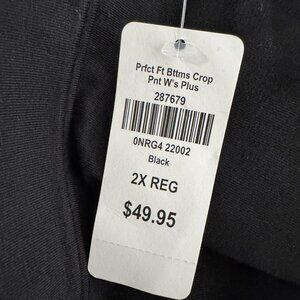 Prfct Ft Bttms Crop
Pnt W's Plus
287679
0NRG4 22002
Black
2X REG
$49.95